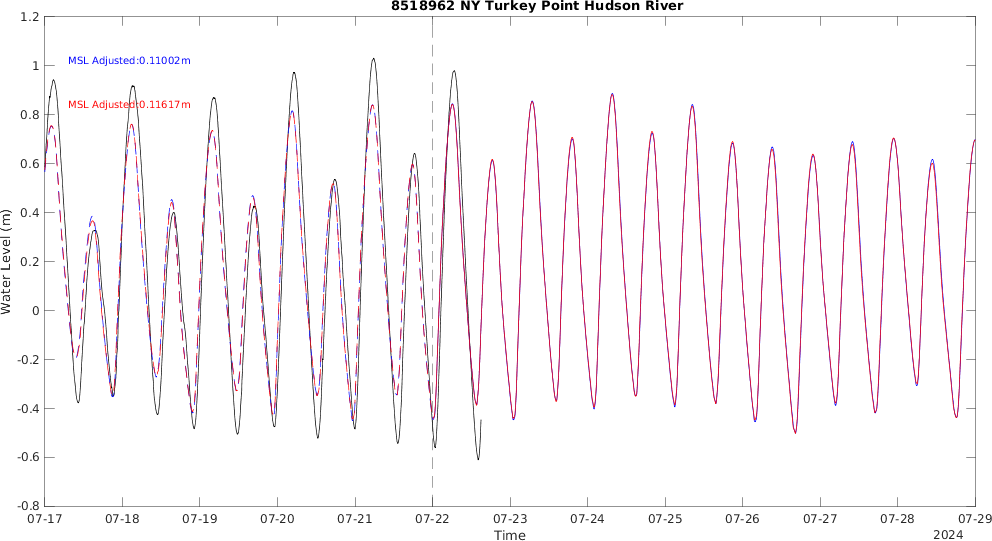 8518962 NY Turkey Point Hudson River
1.2
1
0.8
0.6
0.4
0.2
0
-0.2
-0.4
-0.6
-0.8
Water Level (m)
MSL Adjusted:0.11002m
MSL Adjusted:0.11617m
07-17 07-18 07-19 07-20 07-21 07-22 07-23 07-24 07-25 07-26 07-27 07-28 07-29
Time
2024